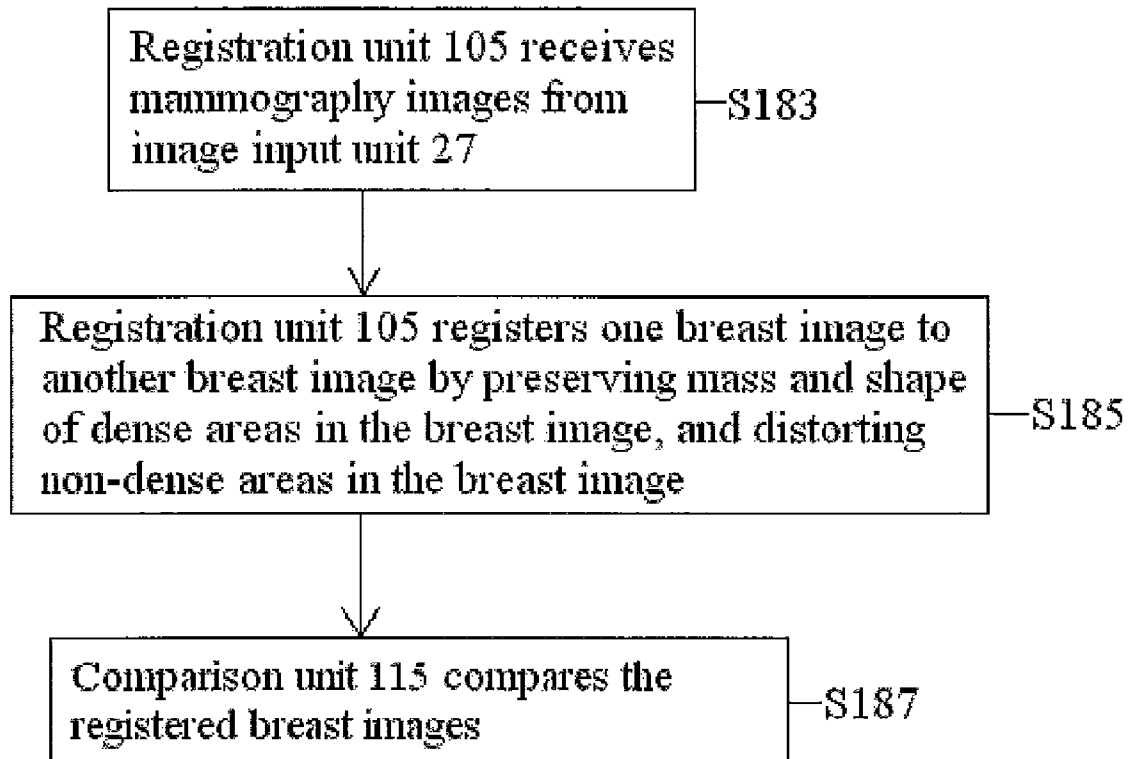 Registration unit 105 receives
mammography images from
image input unit 27
S183
Registration unit 105 registers one breast image to
another breast image by preserving mass and shape
of dense areas in the breast image, and distorting
non-dense areas in the breast image
S185
Comparison unit 115 compares the
registered breast images
S187